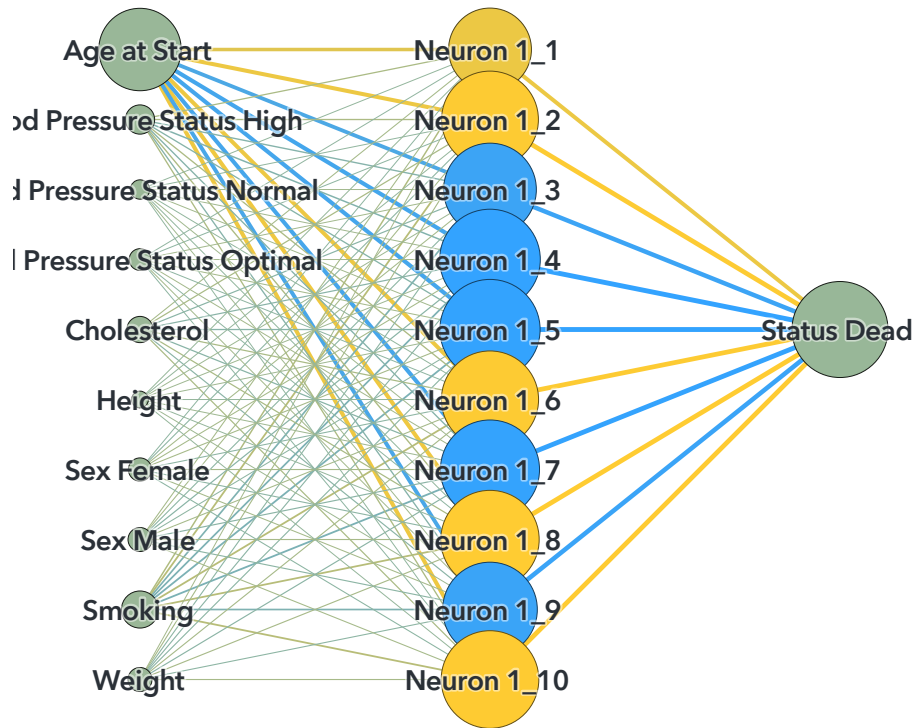 Age at Start
Pressure Status High
Pressure Status Normal
Pressure Status Optimal
Cholesterol
Height
Sex Female
Sex Male
Smoking
Weight
Neuron 1_1
Neuron 1_2
Neuron 1_3
Neuron 1_4
Neuron 1_5
Neuron 1_6
Neuron 1_7
Neuron 1_8
Neuron 1_9
Neuron 1_10
Status Dead